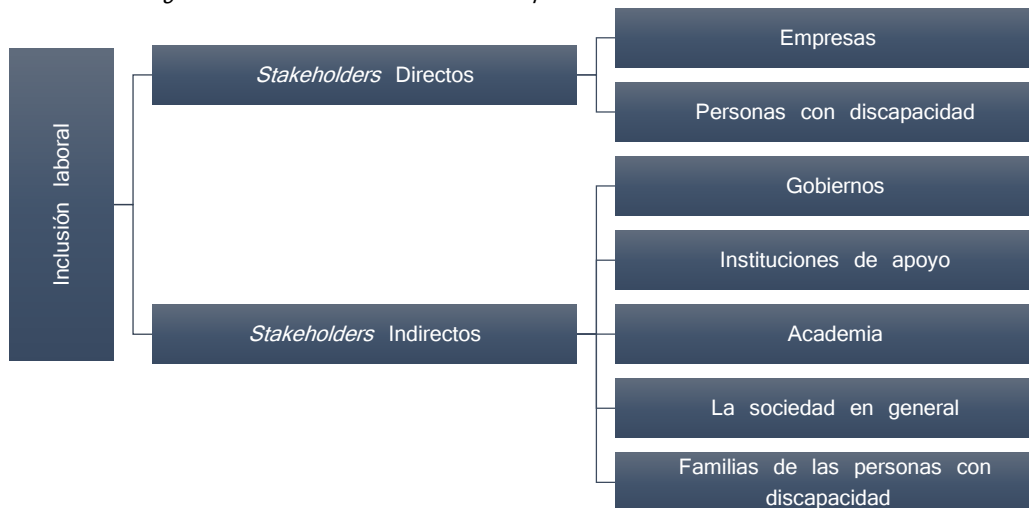 Inclusión laboral
Stakeholders Directos
Empresas
Personas con discapacidad
Stakeholders Indirectos
Gobiernos
Instituciones de apoyo
Academia
La sociedad en general
Familias de las personas con
discapacidad